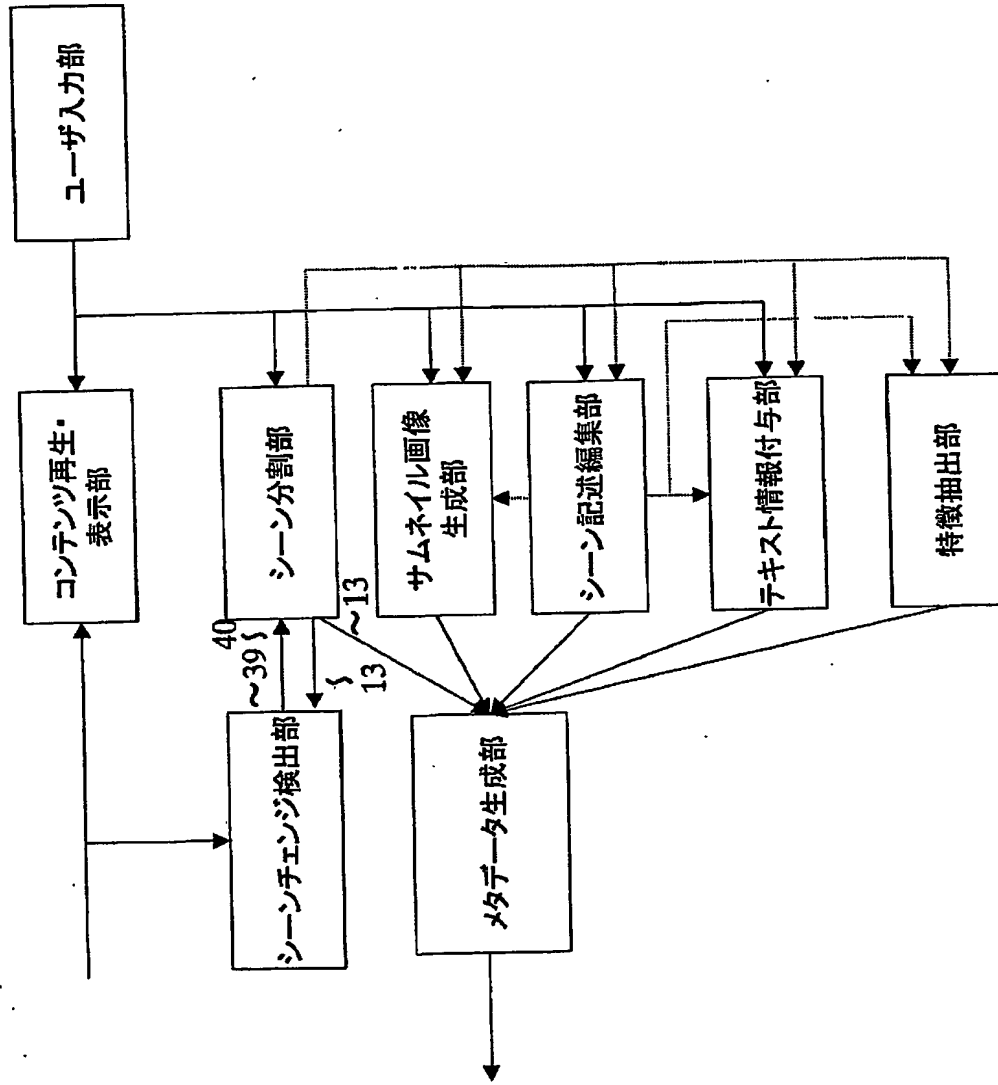 ユーザ入力部
コンテンツ再生・
表示部
シーン分割部
サムネイル画像
生成部
シーン記述編集部
テキスト情報付与部
特徴抽出部
40
~39
~13
13
シーンチェンジ検出部
メタデータ生成部